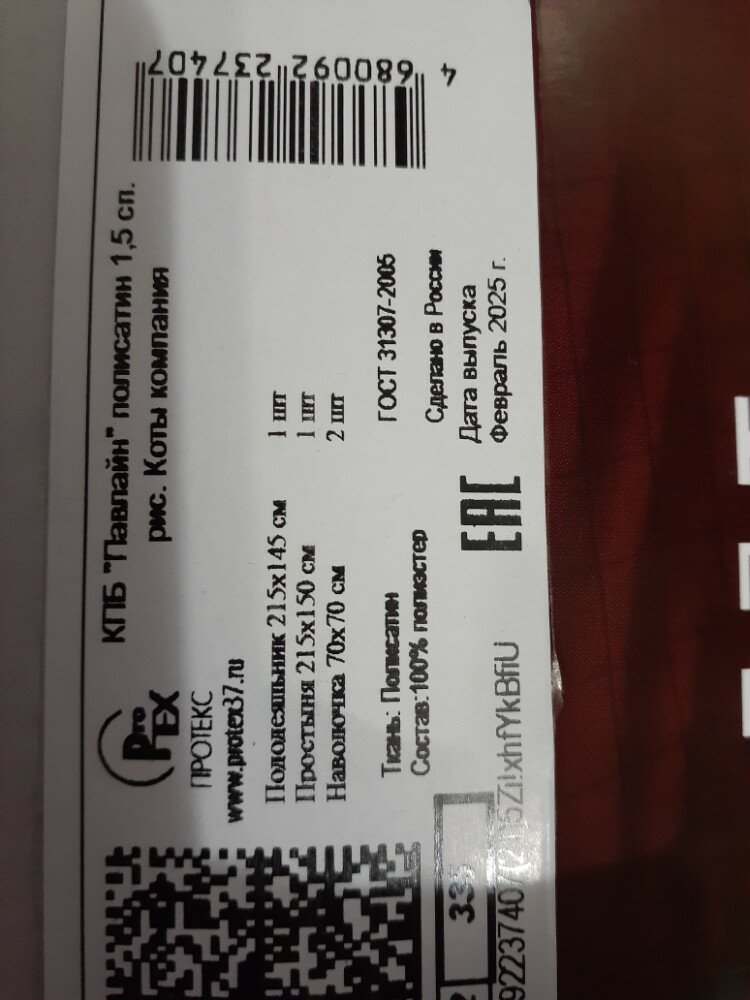 КПБ "Павлайн" полисатин 1,5 сп.
рис. Коты компания
4 680092 237407
Pro
TEX
ПРОТЕКС
www.protex37.ru
Пододеяльник 215х145 см 1 шт
Простыня 215х150 см 1 шт
Наволочка 70х70 см 2 шт
Ткань: Полисатин
Состав:100% полиэстер
ГОСТ 31307-2005
Сделано в России
Дата выпуска
Февраль 2025 г.
EAC